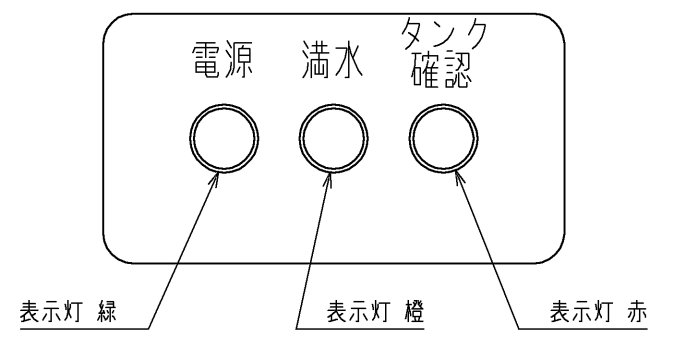 電源 満水 タンク
確認
表示灯 緑 表示灯 橙 表示灯 赤